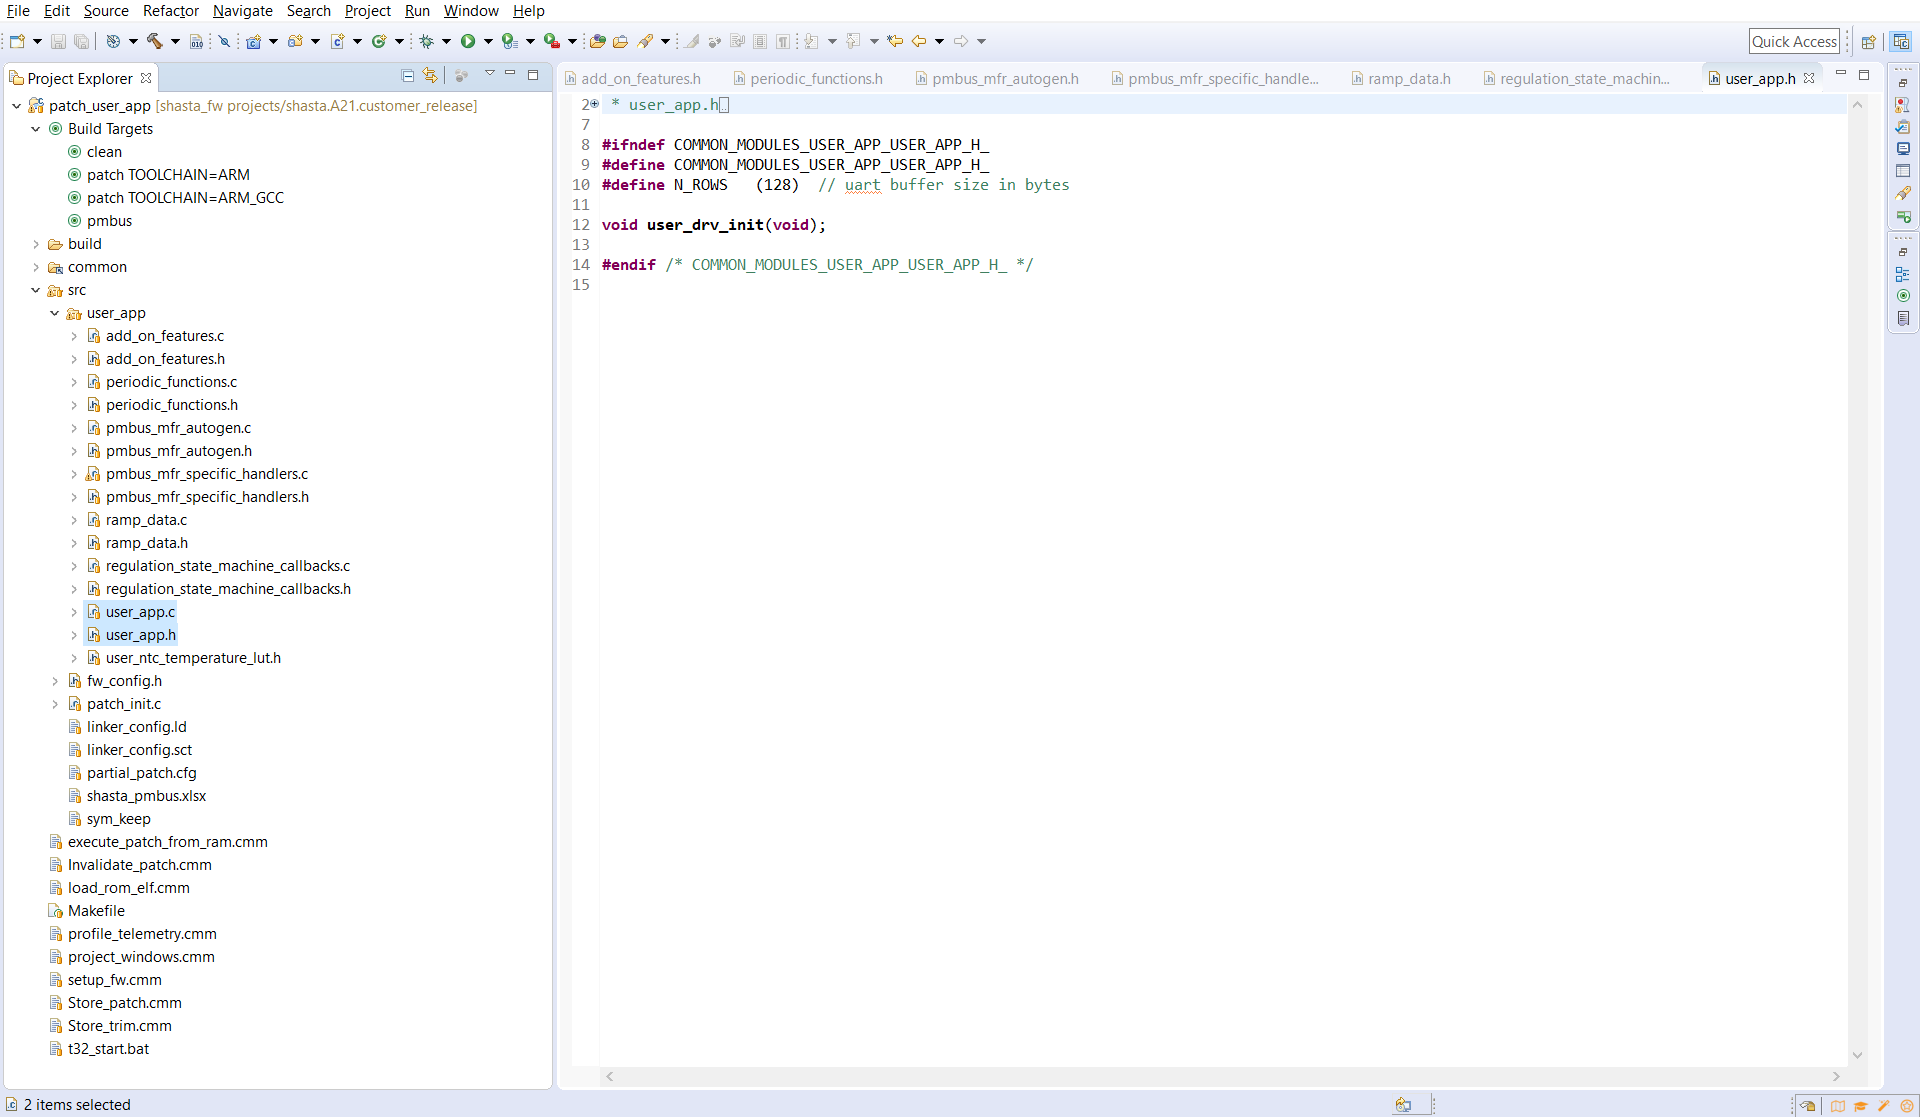 File Edit Source Refactor Navigate Search Project Run Window Help
Quick Access
Project Explorer
patch_user_app [shasta_fw projects/shasta.A21.customer_release]
Build Targets
clean
patch TOOLCHAIN=ARM
patch TOOLCHAIN=ARM_GCC
pmbus
build
common
src
user_app
add_on_features.c
add_on_features.h
periodic_functions.c
periodic_functions.h
pmbus_mfr_autogen.c
pmbus_mfr_autogen.h
pmbus_mfr_specific_handlers.c
pmbus_mfr_specific_handlers.h
ramp_data.c
ramp_data.h
regulation_state_machine_callbacks.c
regulation_state_machine_callbacks.h
user_app.c
user_app.h
user_ntc_temperature_lut.h
fw_config.h
patch_init.c
linker_config.ld
linker_config.sct
partial_patch.cfg
shasta_pmbus.xlsx
sym_keep
execute_patch_from_ram.cmm
Invalidate_patch.cmm
load_rom_elf.cmm
Makefile
profile_telemetry.cmm
project_windows.cmm
setup_fw.cmm
Store_patch.cmm
Store_trim.cmm
t32_start.bat
add_on_features.h periodic_functions.h pmbus_mfr_autogen.h pmbus_mfr_specific_handle... ramp_data.h regulation_state_machin... user_app.h
2 * user_app.h
7
8 #ifndef COMMON_MODULES_USER_APP_USER_APP_H_
9 #define COMMON_MODULES_USER_APP_USER_APP_H_
10 #define N_ROWS (128) // uart buffer size in bytes
11
12 void user_drv_init(void);
13
14 #endif /* COMMON_MODULES_USER_APP_USER_APP_H_ */
15
2 items selected